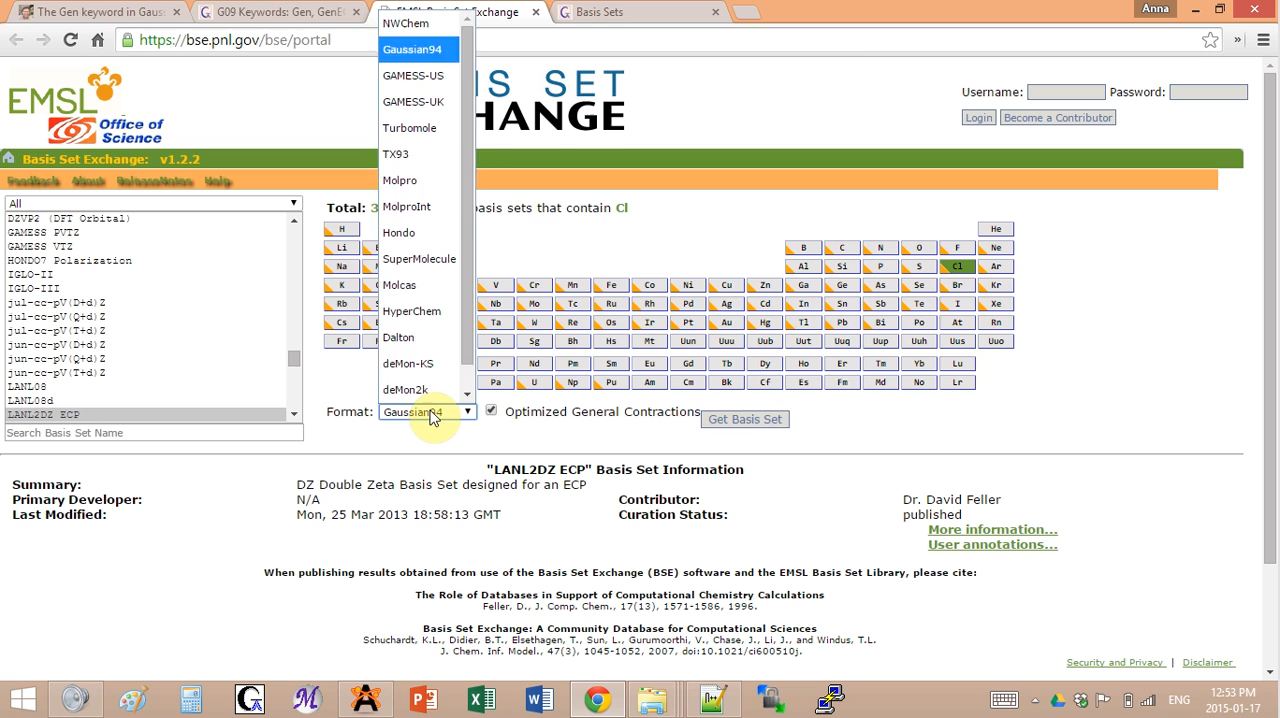 The Gen keyword in Gauss
G09 Keywords: Gen, GenE
EMSL Basis Set Exchange
Basis Sets
Anna
https://bse.pnl.gov/bse/portal
EMSL
Office of
Science
IS SET
HANGE
Username:
Password:
Login
Become a Contributor
Basis Set Exchange: v1.2.2
Feedback About ReleaseNotes Help
All
DZVP2 (DFT Orbital)
GAMESS PVTZ
GAMESS VTZ
HONDO7 Polarization
IGLO-II
IGLO-III
jul-cc-pV(D+d)Z
jul-cc-pV(Q+d)Z
jul-cc-pV(T+d)Z
jun-cc-pV(D+d)Z
jun-cc-pV(Q+d)Z
jun-cc-pV(T+d)Z
LANL08
LANL08d
LANL2DZ ECP
Search Basis Set Name
NWChem
Gaussian94
GAMESS-US
GAMESS-UK
Turbomole
TX93
Molpro
MolproInt
Hondo
SuperMolecule
Molcas
HyperChem
Dalton
deMon-KS
deMon2k
Total: 3
basis sets that contain Cl
H He
Li B C N O F Ne
Na Al Si P S Cl Ar
K V Cr Mn Fe Co Ni Cu Zn Ga Ge As Se Br Kr
Rb Nb Mo Tc Ru Rh Pd Ag Cd In Sn Sb Te I Xe
Cs Ta W Re Os Ir Pt Au Hg Tl Pb Bi Po At Rn
Fr Db Sg Bh Hs Mt Uun Uuu Uub Uut Uuq Uup Uuh Uus Uuo
Pr Nd Pm Sm Eu Gd Tb Dy Ho Er Tm Yb Lu
Pa U Np Pu Am Cm Bk Cf Es Fm Md No Lr
Format:
Gaussian94
Optimized General Contractions
Get Basis Set
"LANL2DZ ECP" Basis Set Information
Summary: DZ Double Zeta Basis Set designed for an ECP
Primary Developer: N/A Contributor: Dr. David Feller
Last Modified: Mon, 25 Mar 2013 18:58:13 GMT Curation Status: published
More information...
User annotations...
When publishing results obtained from use of the Basis Set Exchange (BSE) software and the EMSL Basis Set Library, please cite:
The Role of Databases in Support of Computational Chemistry Calculations
Feller, D., J. Comp. Chem., 17(13), 1571-1586, 1996.
Basis Set Exchange: A Community Database for Computational Sciences
Schuchardt, K.L., Didier, B.T., Elsethagen, T., Sun, L., Gurumoorthi, V., Chase, J., Li, J., and Windus, T.L.
J. Chem. Inf. Model., 47(3), 1045-1052, 2007, doi:10.1021/ci600510j.
Security and Privacy
Disclaimer
ENG
12:53 PM
2015-01-17